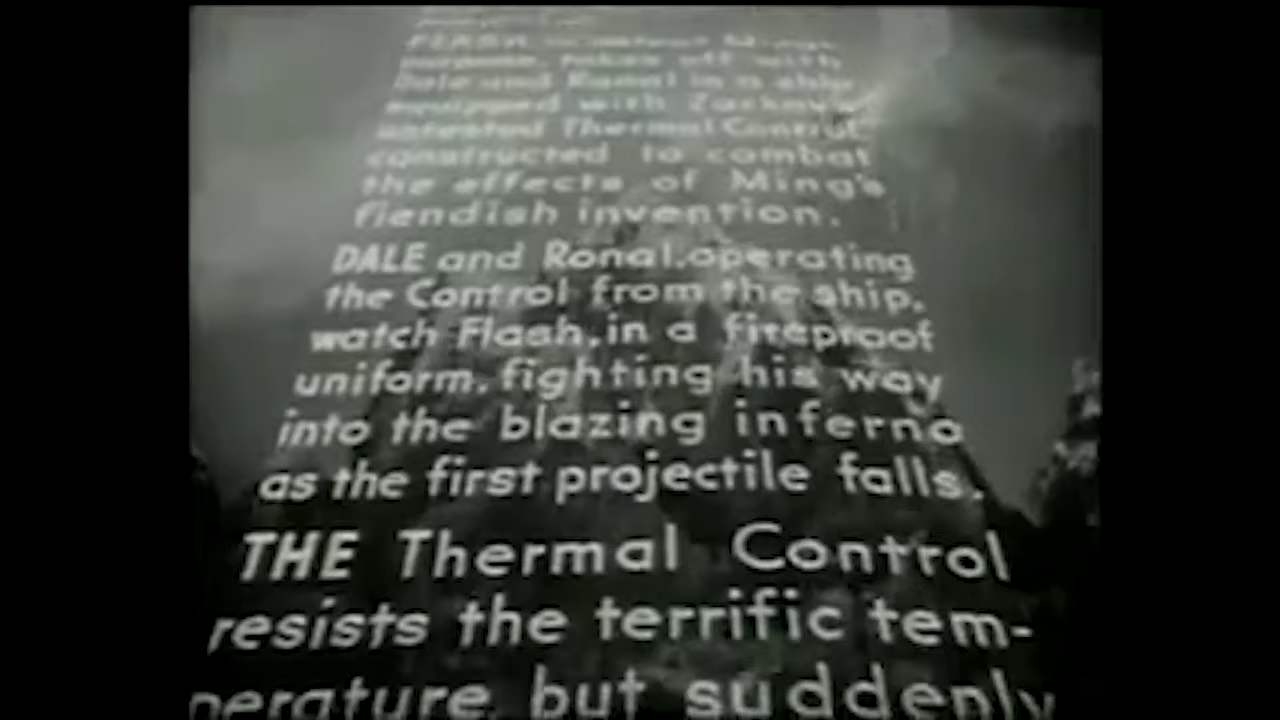 purpose, takes off with
Dale and Ronal in a ship
equipped with Zarkov's
untested Thermal Control,
constructed to combat
the effects of Ming's
fiendish invention.
DALE and Ronal, operating
the Control from the ship,
watch Flash, in a fireproof
uniform, fighting his way
into the blazing inferno
as the first projectile falls.
THE Thermal Control
resists the terrific tem-
perature, but suddenly